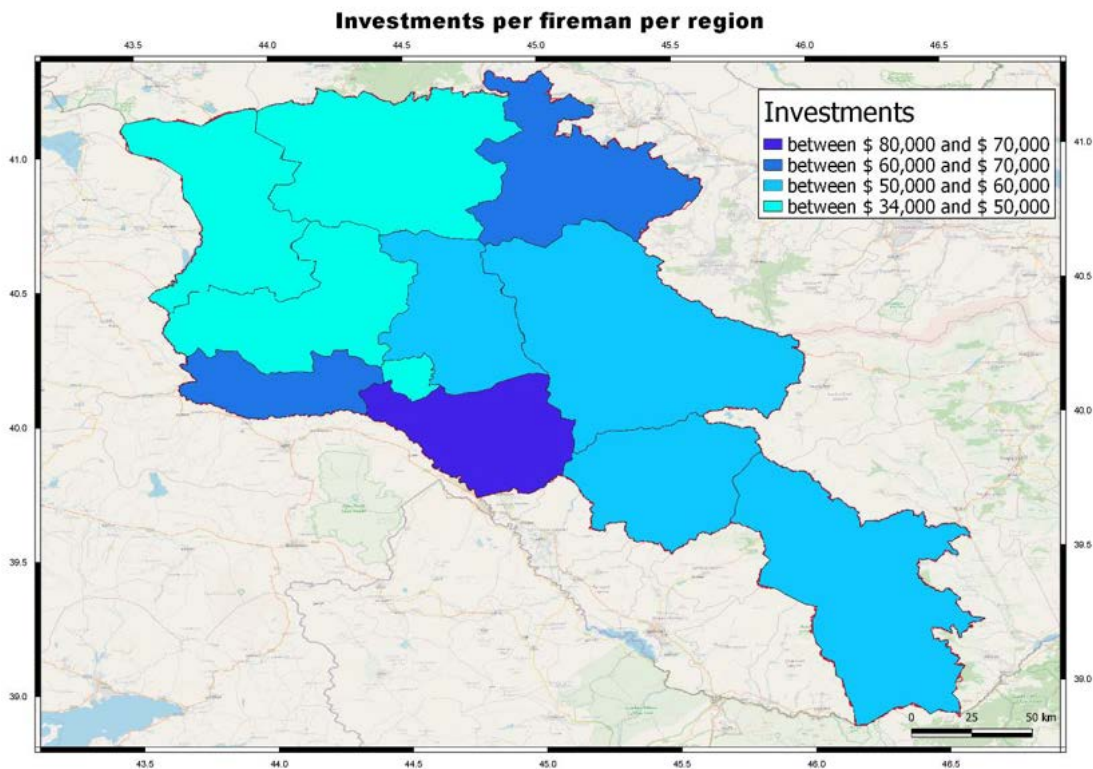 Investments per fireman per region
43.5 44.0 44.5 45.0 45.5 46.0 46.5
Investments
between $ 80,000 and $ 70,000
between $ 60,000 and $ 70,000
between $ 50,000 and $ 60,000
between $ 34,000 and $ 50,000
41.0 41.0
40.5 40.5
40.0 40.0
39.5 39.5
39.0 39.0
0 25 50 km
43.5 44.0 44.5 45.0 45.5 46.0 46.5